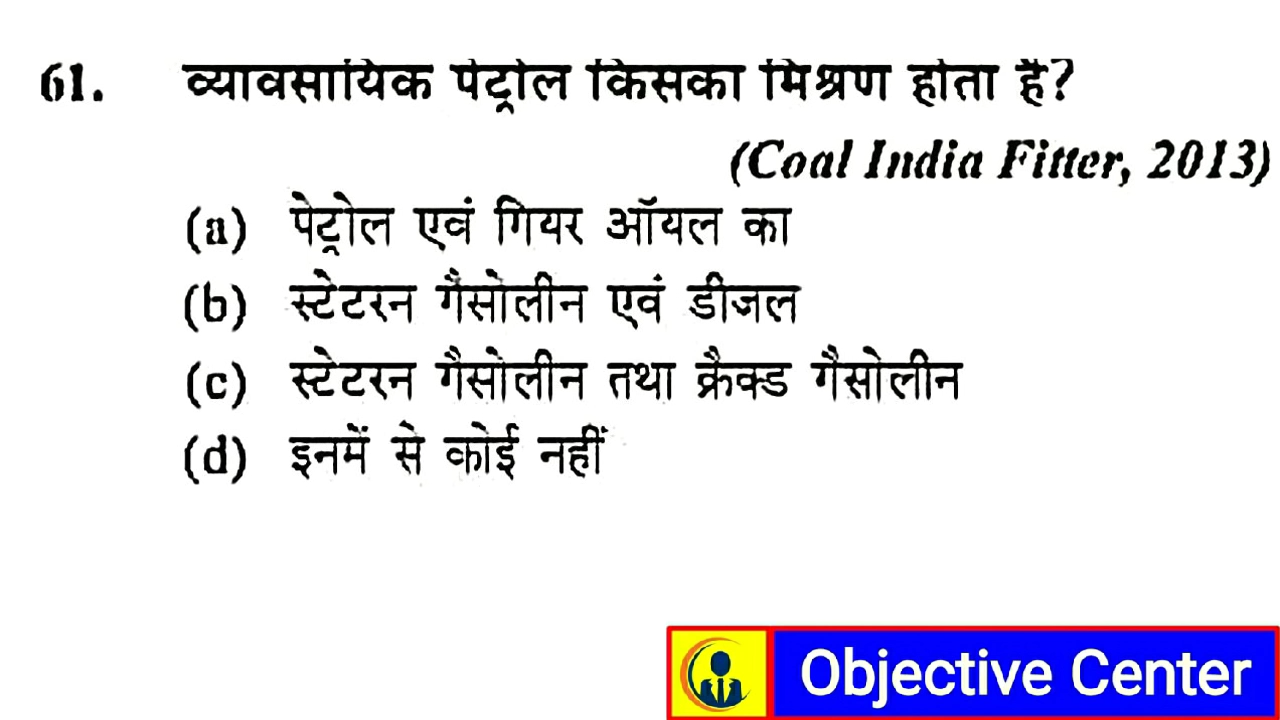 61. व्यावसायिक पेट्रोल किसका मिश्रण होता है?
(Coal India Fitter, 2013)
(a) पेट्रोल एवं गियर ऑयल का
(b) स्टेटरन गैसोलीन एवं डीजल
(c) स्टेटरन गैसोलीन तथा क्रैक्ड गैसोलीन
(d) इनमें से कोई नहीं
Objective Center